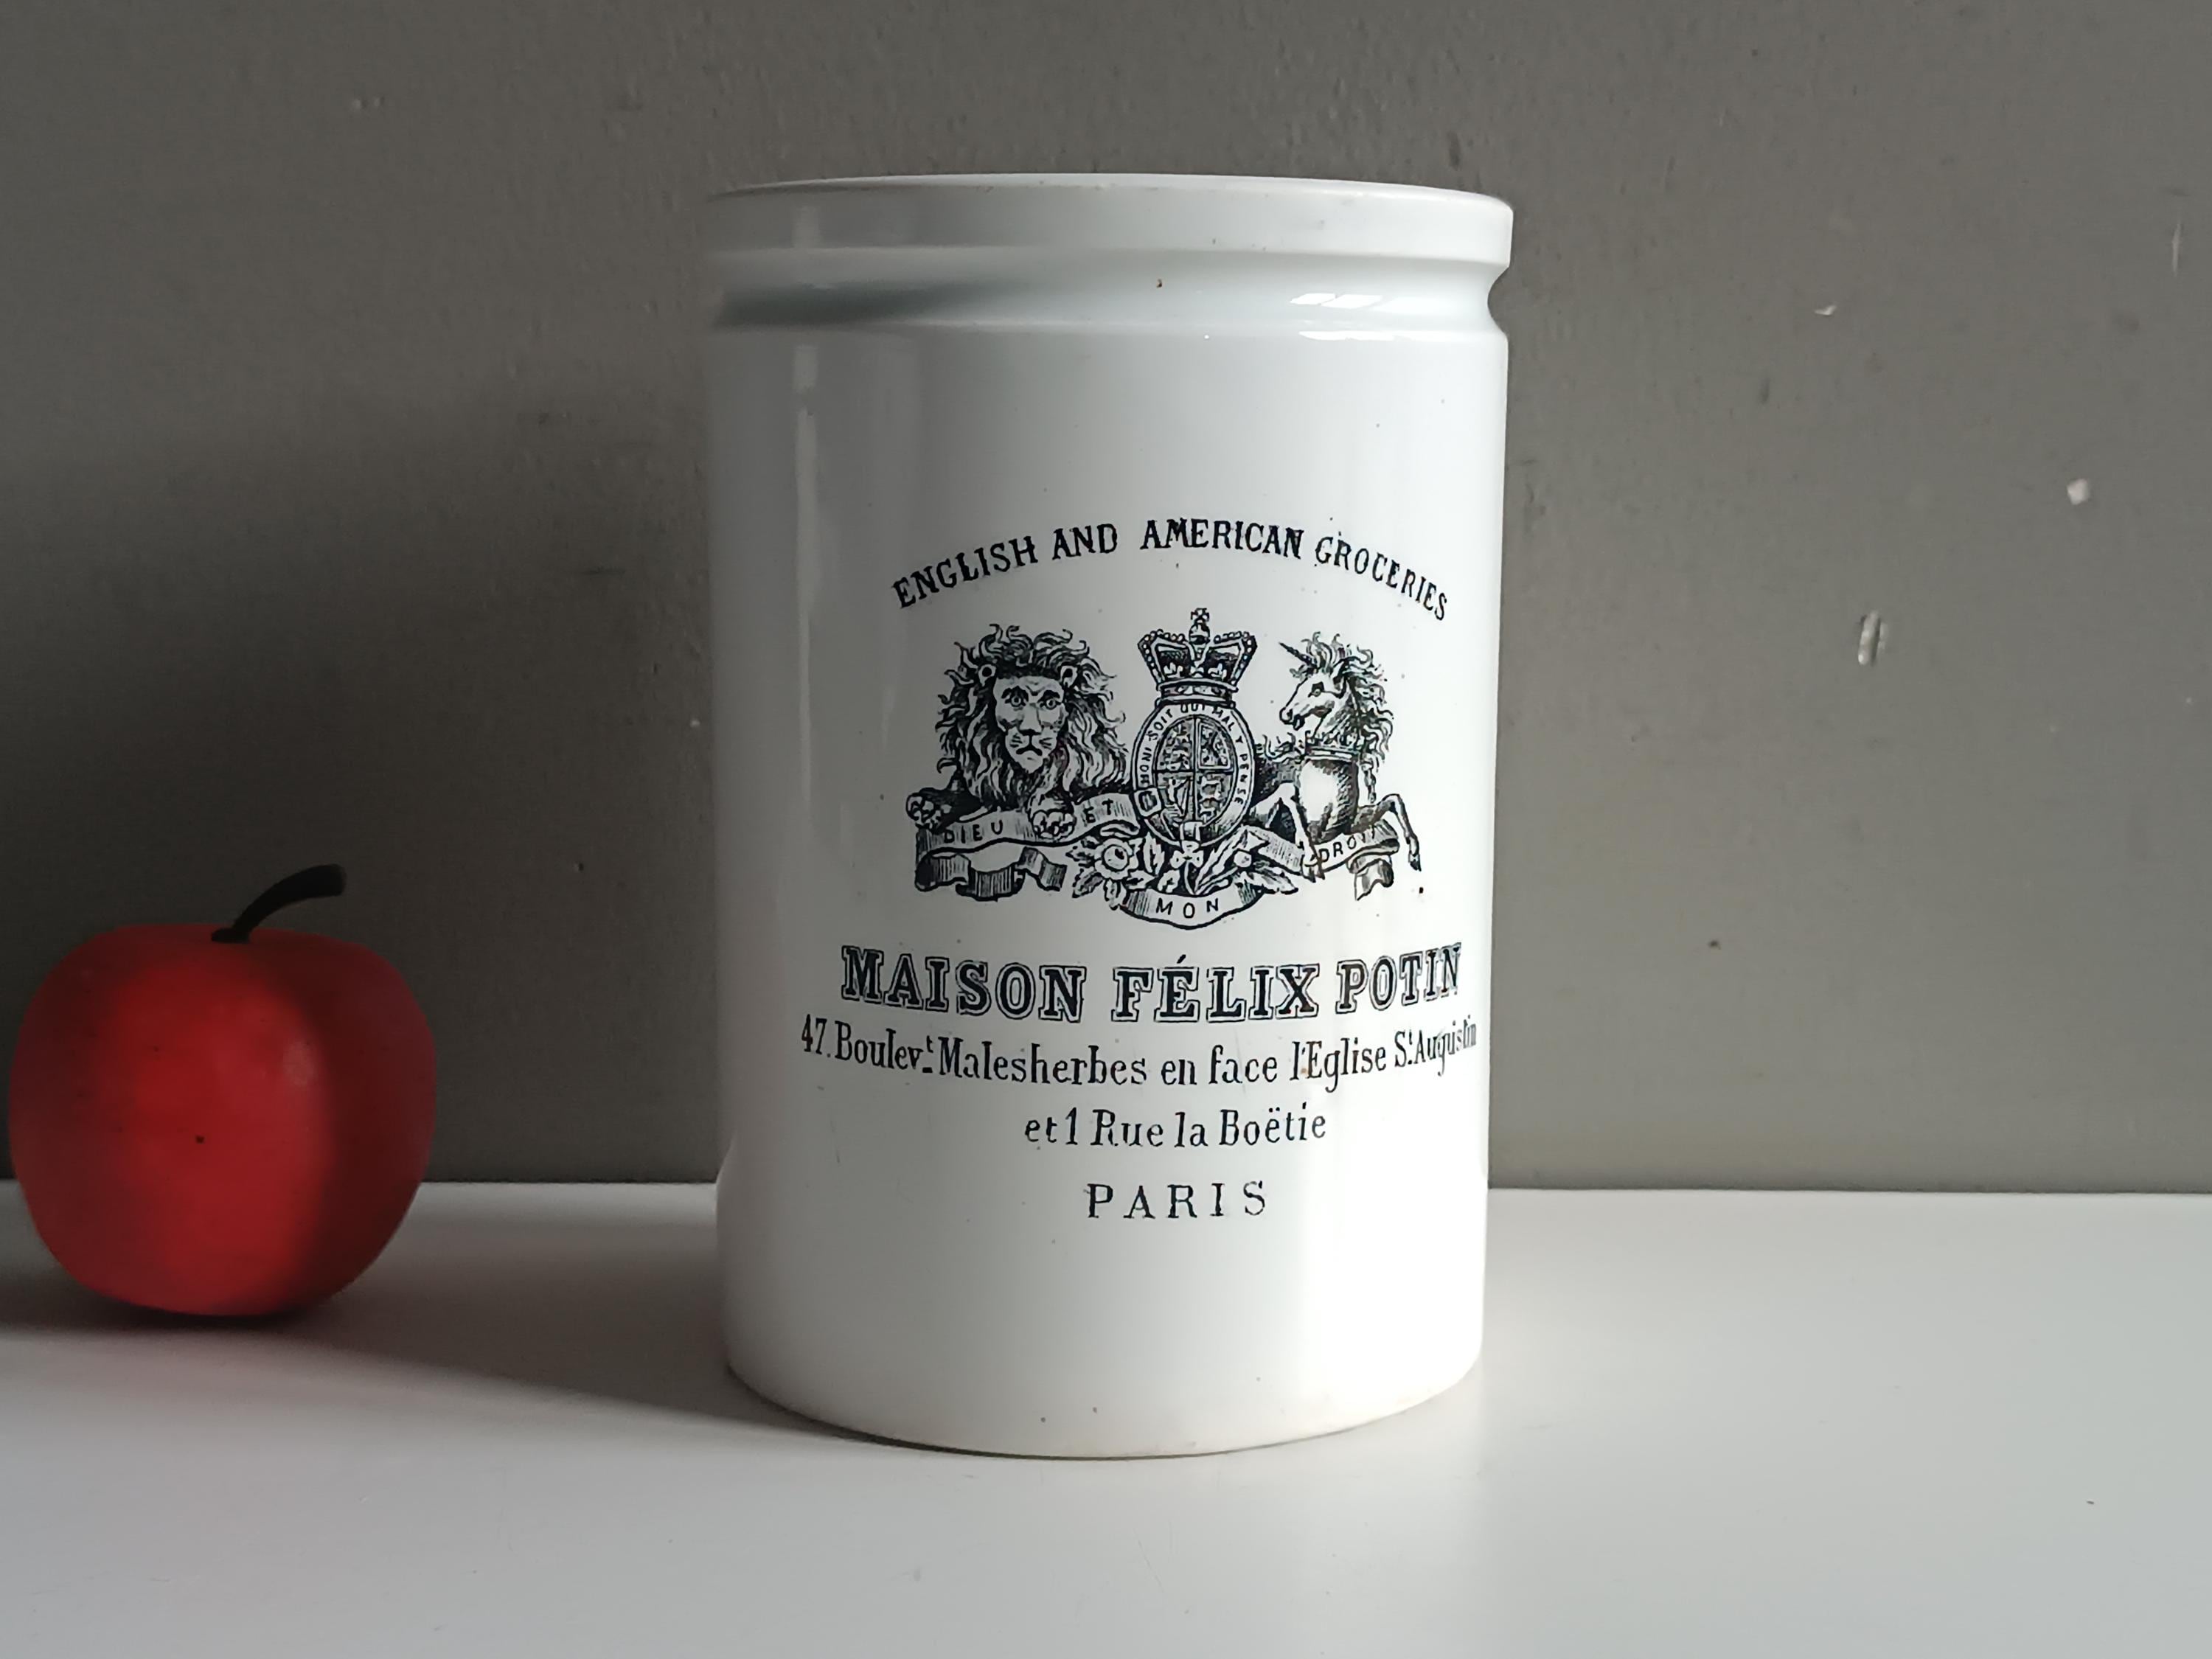 ENGLISH AND AMERICAN GROCERIES
HONI SOIT QUI MAL Y PENSE
DIEU ET
MON
DROIT
MAISON FÉLIX POTIN
47. Boulev.t Malesherbes en face l'Eglise St. Augustin
et 1 Rue la Boëtie
PARIS